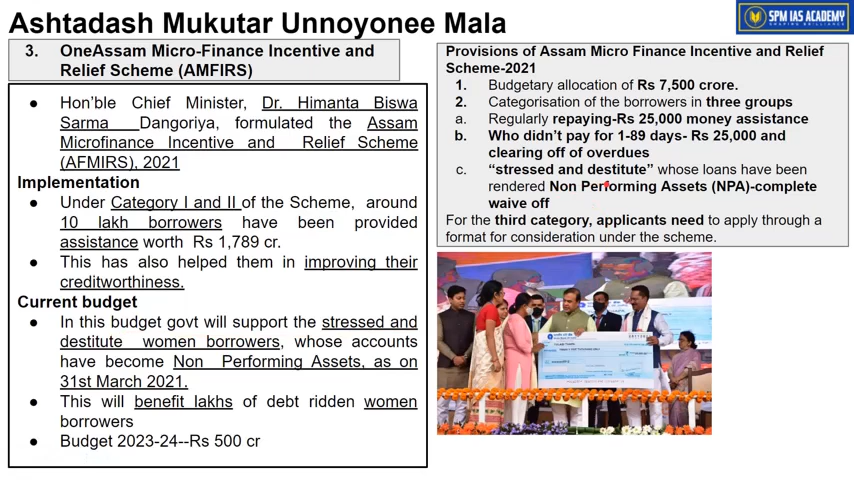 Ashtadash Mukutar Unnoyonee Mala
SPM IAS ACADEMY
SHAPING BRILLIANCE
3. OneAssam Micro-Finance Incentive and
Relief Scheme (AMFIRS)
● Hon'ble Chief Minister, Dr. Himanta Biswa
Sarma Dangoriya, formulated the Assam
Microfinance Incentive and Relief Scheme
(AFMIRS), 2021
Implementation
● Under Category I and II of the Scheme, around
10 lakh borrowers have been provided
assistance worth Rs 1,789 cr.
● This has also helped them in improving their
creditworthiness.
Current budget
● In this budget govt will support the stressed and
destitute women borrowers, whose accounts
have become Non Performing Assets, as on
31st March 2021.
● This will benefit lakhs of debt ridden women
borrowers
● Budget 2023-24--Rs 500 cr
Provisions of Assam Micro Finance Incentive and Relief
Scheme-2021
1. Budgetary allocation of Rs 7,500 crore.
2. Categorisation of the borrowers in three groups
a. Regularly repaying-Rs 25,000 money assistance
b. Who didn't pay for 1-89 days- Rs 25,000 and
clearing off of overdues
c. “stressed and destitute” whose loans have been
rendered Non Performing Assets (NPA)-complete
waive off
For the third category, applicants need to apply through a
format for consideration under the scheme.